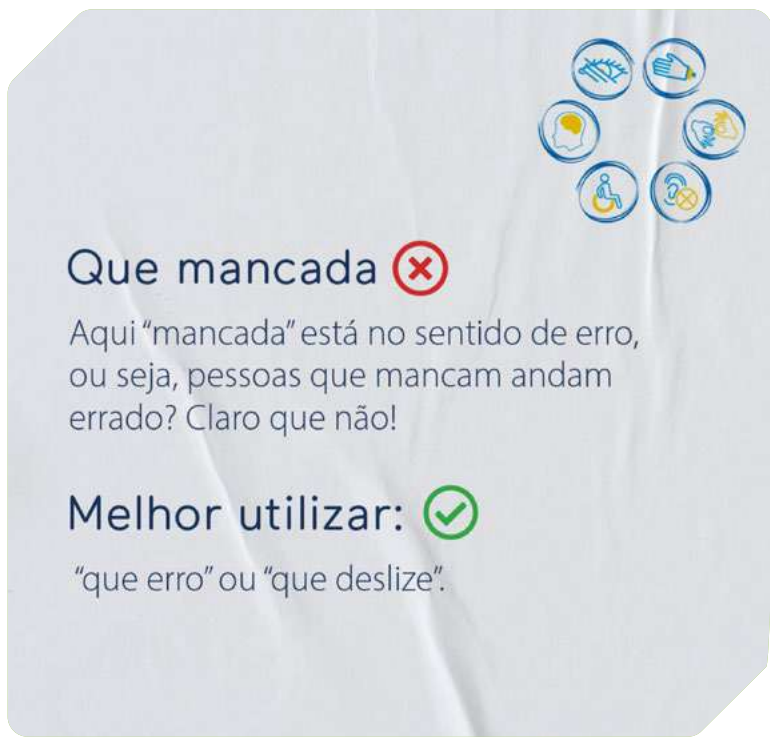 Que mancada
Aqui “mancada” está no sentido de erro,
ou seja, pessoas que mancam andam
errado? Claro que não!
Melhor utilizar:
“que erro” ou “que deslize”.